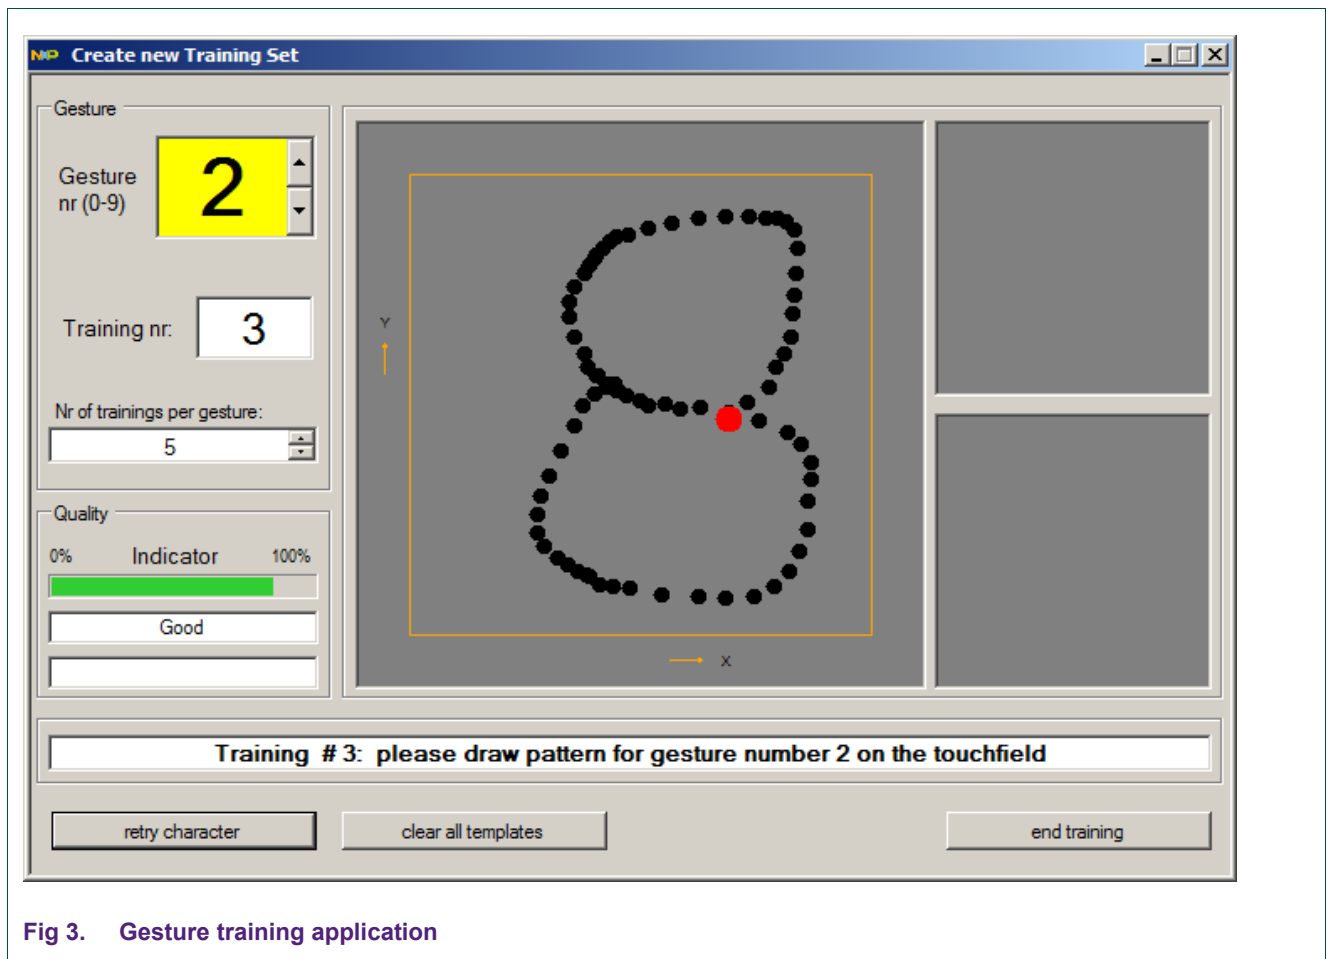 NXP Create new Training Set
Gesture
Gesture
nr (0-9)
2
Training nr:
3
Nr of trainings per gesture:
5
Quality
0% Indicator 100%
Good
Y
X
Training # 3: please draw pattern for gesture number 2 on the touchfield
retry character
clear all templates
end training
Fig 3. Gesture training application